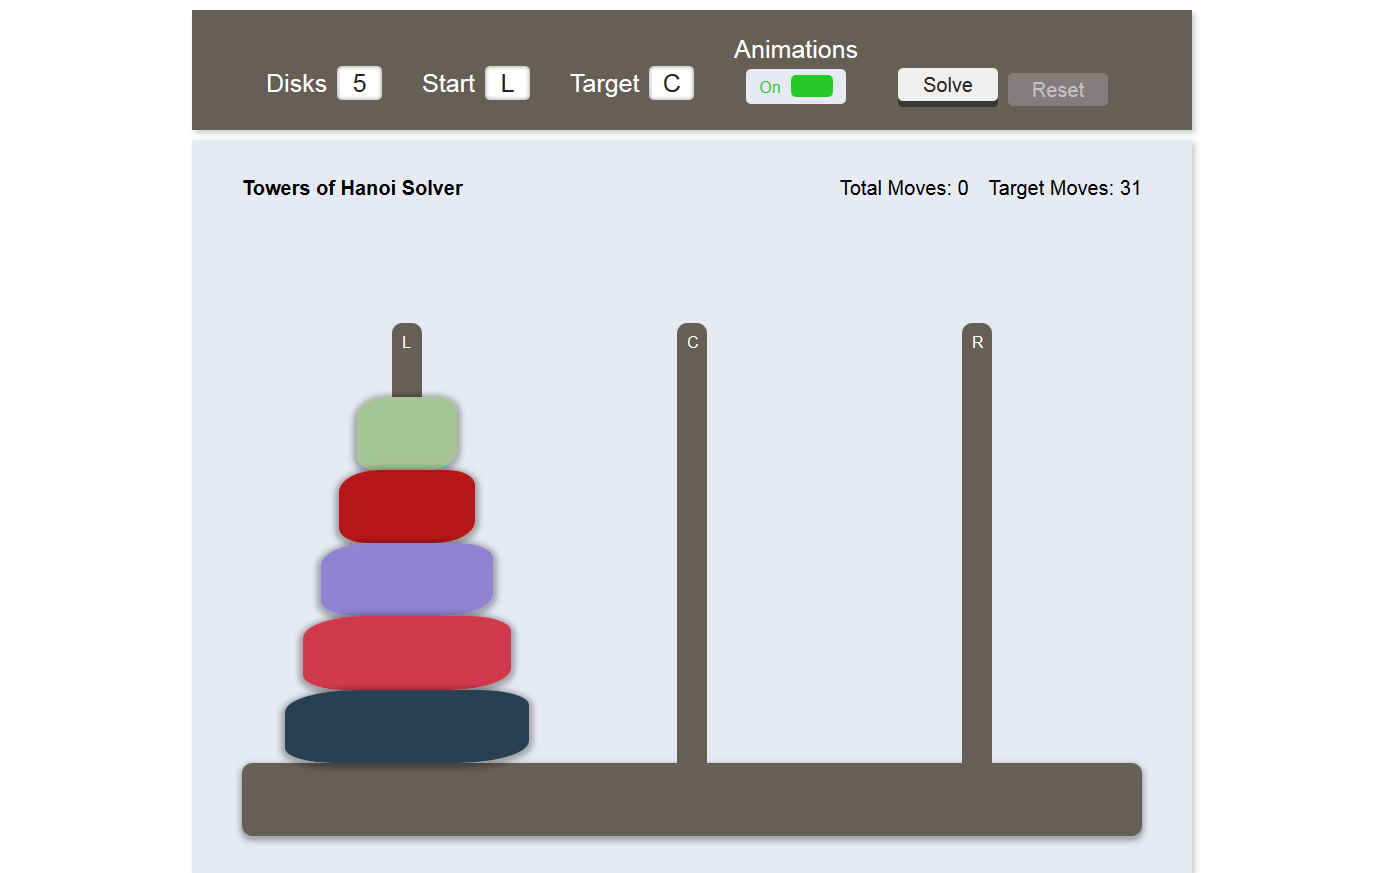 Animations
Disks 5 Start L Target C On Solve Reset
Towers of Hanoi Solver Total Moves: 0 Target Moves: 31
L C R